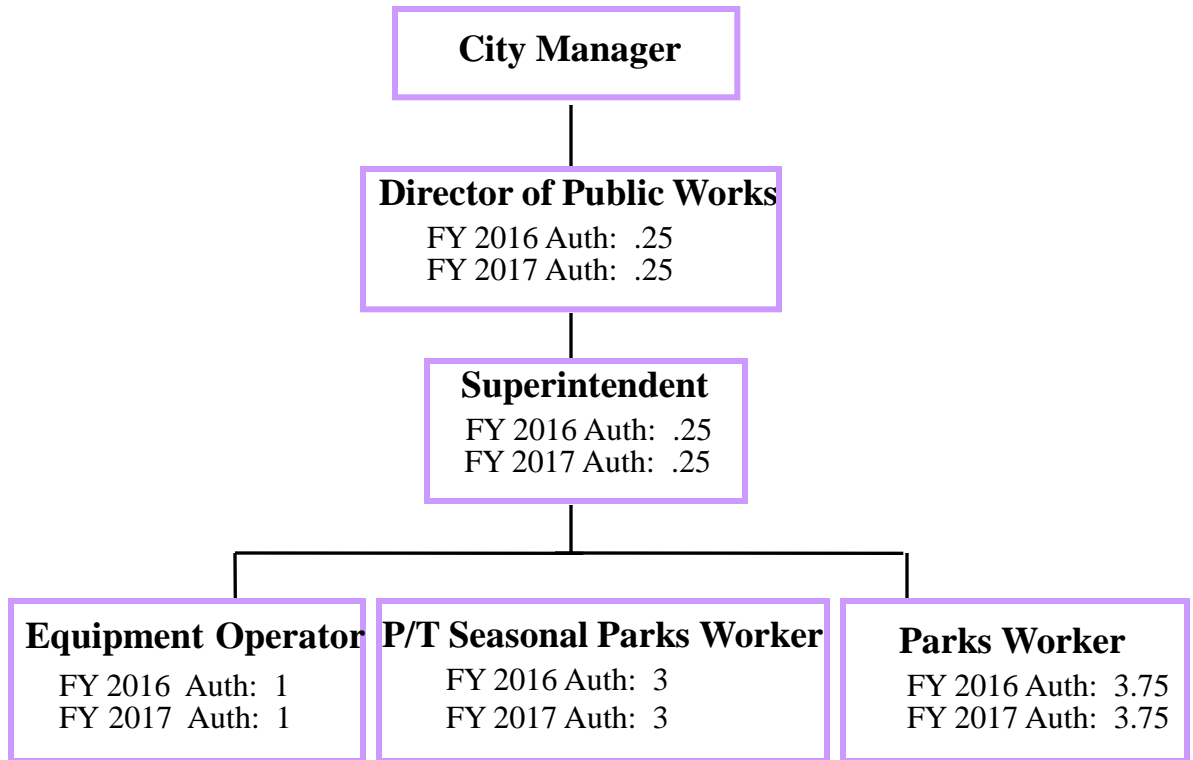 City Manager
Director of Public Works
FY 2016 Auth: .25
FY 2017 Auth: .25
Superintendent
FY 2016 Auth: .25
FY 2017 Auth: .25
Equipment Operator
FY 2016 Auth: 1
FY 2017 Auth: 1
P/T Seasonal Parks Worker
FY 2016 Auth: 3
FY 2017 Auth: 3
Parks Worker
FY 2016 Auth: 3.75
FY 2017 Auth: 3.75